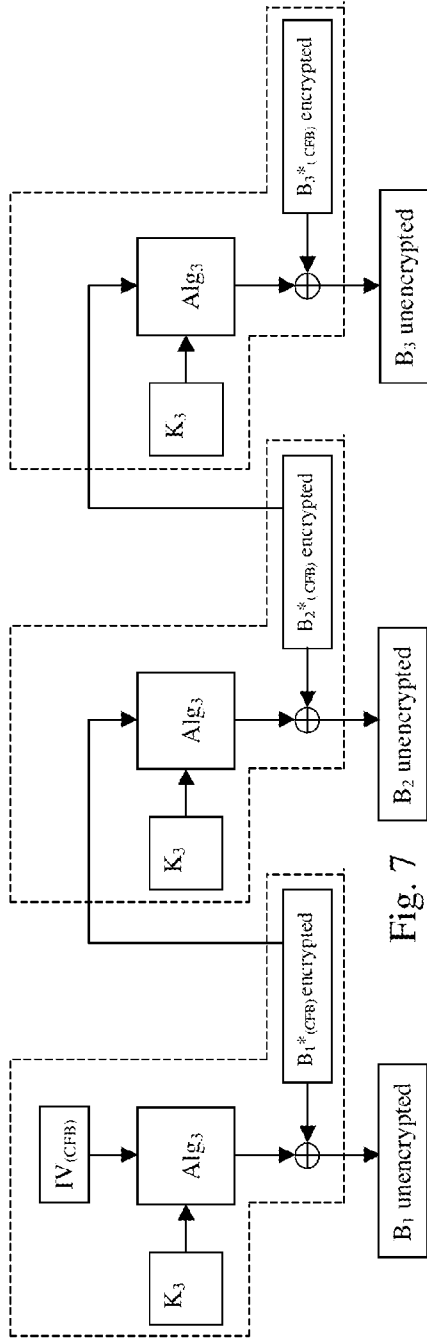 IV(CFB)
K₃
Alg₃
B₁*(CFB) encrypted
B₁ unencrypted
K₃
Alg₃
B₂*(CFB) encrypted
B₂ unencrypted
K₃
Alg₃
B₃*(CFB) encrypted
B₃ unencrypted
Fig. 7